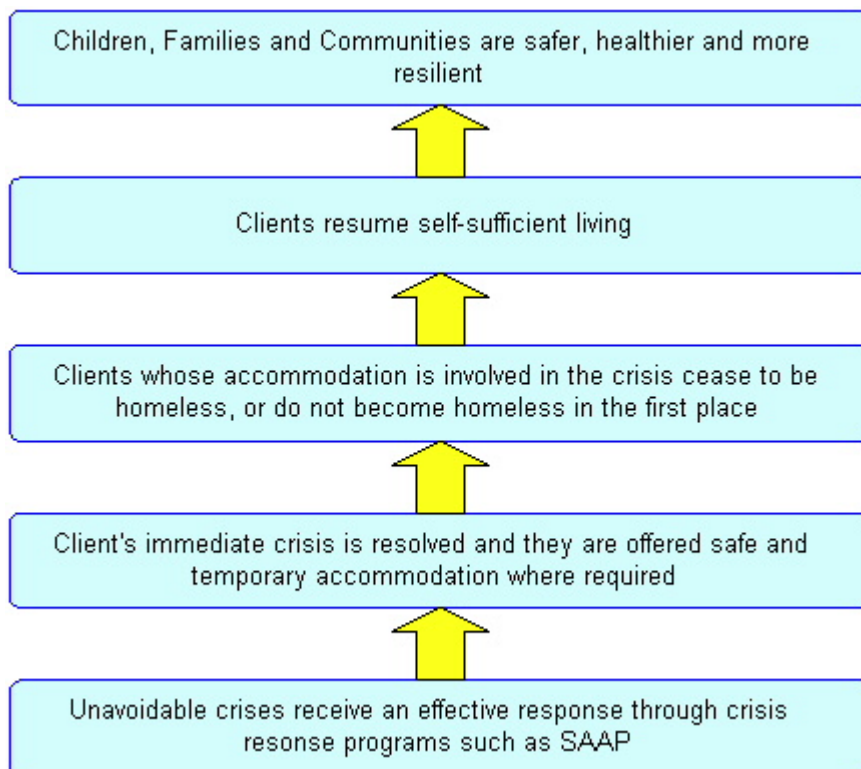 Children, Families and Communities are safer, healthier and more
resilient
Clients resume self-sufficient living
Clients whose accommodation is involved in the crisis cease to be
homeless, or do not become homeless in the first place
Client's immediate crisis is resolved and they are offered safe and
temporary accommodation where required
Unavoidable crises receive an effective response through crisis
resonse programs such as SAAP